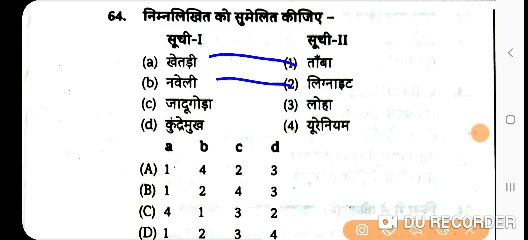 64. निम्नलिखित को सुमेलित कीजिए –
सूची-I सूची-II
(a) खेतड़ी (1) ताँबा
(b) नवेली (2) लिग्नाइट
(c) जादूगोड़ा (3) लोहा
(d) कुंद्रेमुख (4) यूरेनियम
a b c d
(A) 1 4 2 3
(B) 1 2 4 3
(C) 4 1 3 2
(D) 1 2 3 4
DU RECORDER